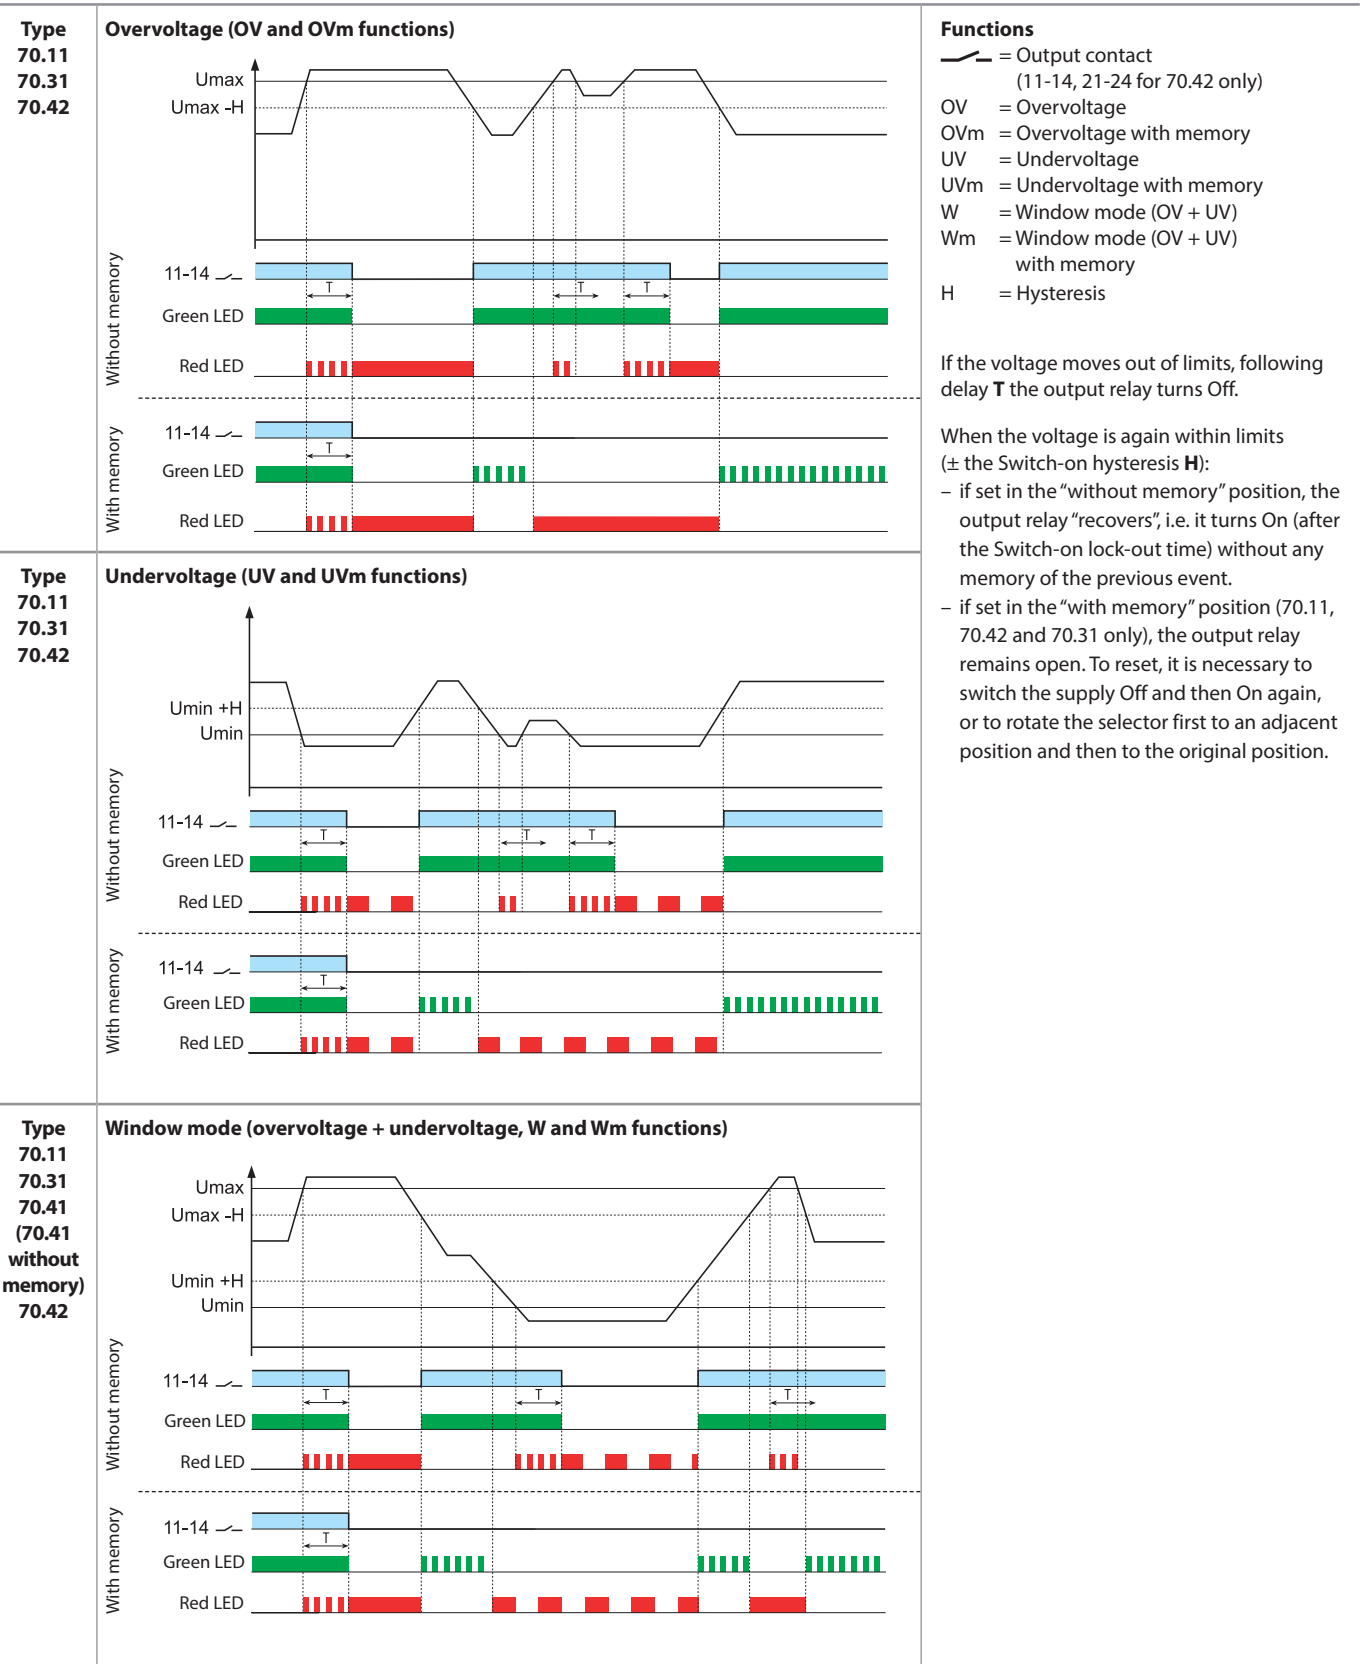 Type
70.11
70.31
70.42
Overvoltage (OV and OVm functions)
Umax
Umax -H
Without memory
11-14
T
T
T
Green LED
Red LED
With memory
11-14
T
Green LED
Red LED
Type
70.11
70.31
70.42
Undervoltage (UV and UVm functions)
Umin +H
Umin
Without memory
11-14
T
T
T
Green LED
Red LED
With memory
11-14
T
Green LED
Red LED
Type
70.11
70.31
70.41
(70.41
without
memory)
70.42
Window mode (overvoltage + undervoltage, W and Wm functions)
Umax
Umax -H
Umin +H
Umin
Without memory
11-14
T
T
T
Green LED
Red LED
With memory
11-14
T
Green LED
Red LED
Functions
= Output contact
(11-14, 21-24 for 70.42 only)
OV = Overvoltage
OVm = Overvoltage with memory
UV = Undervoltage
UVm = Undervoltage with memory
W = Window mode (OV + UV)
Wm = Window mode (OV + UV)
with memory
H = Hysteresis
If the voltage moves out of limits, following
delay T the output relay turns Off.
When the voltage is again within limits
(± the Switch-on hysteresis H):
– if set in the “without memory” position, the
output relay “recovers”, i.e. it turns On (after
the Switch-on lock-out time) without any
memory of the previous event.
– if set in the “with memory” position (70.11,
70.42 and 70.31 only), the output relay
remains open. To reset, it is necessary to
switch the supply Off and then On again,
or to rotate the selector first to an adjacent
position and then to the original position.